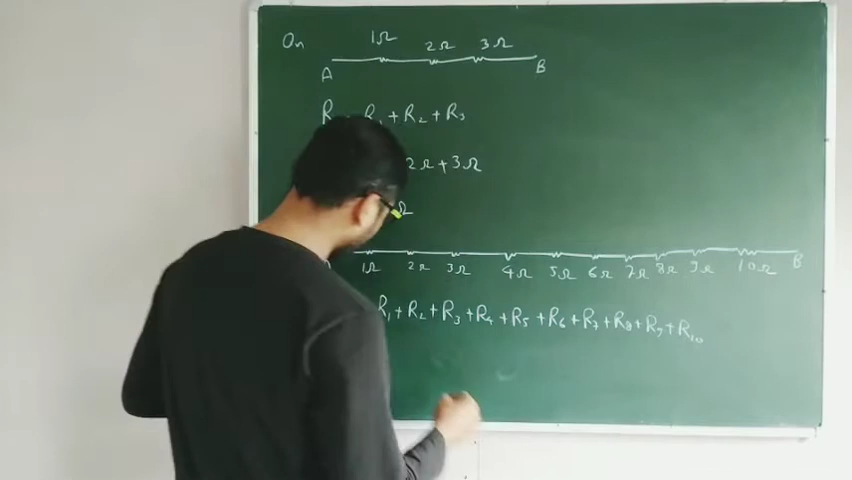 On
1Ω 2Ω 3Ω
A B
R R₁ + R₂ + R₃
2Ω + 3Ω
Ω
1Ω 2Ω 3Ω 4Ω 5Ω 6Ω 7Ω 8Ω 9Ω 10Ω B
R₁ + R₂ + R₃ + R₄ + R₅ + R₆ + R₇ + R₈ + R₉ + R₁₀